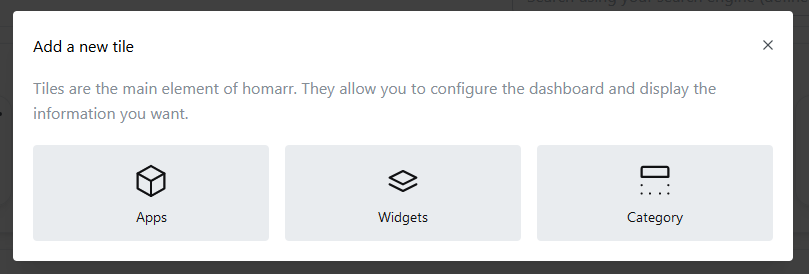 Add a new tile
Tiles are the main element of homarr. They allow you to configure the dashboard and display the
information you want.
Apps
Widgets
Category